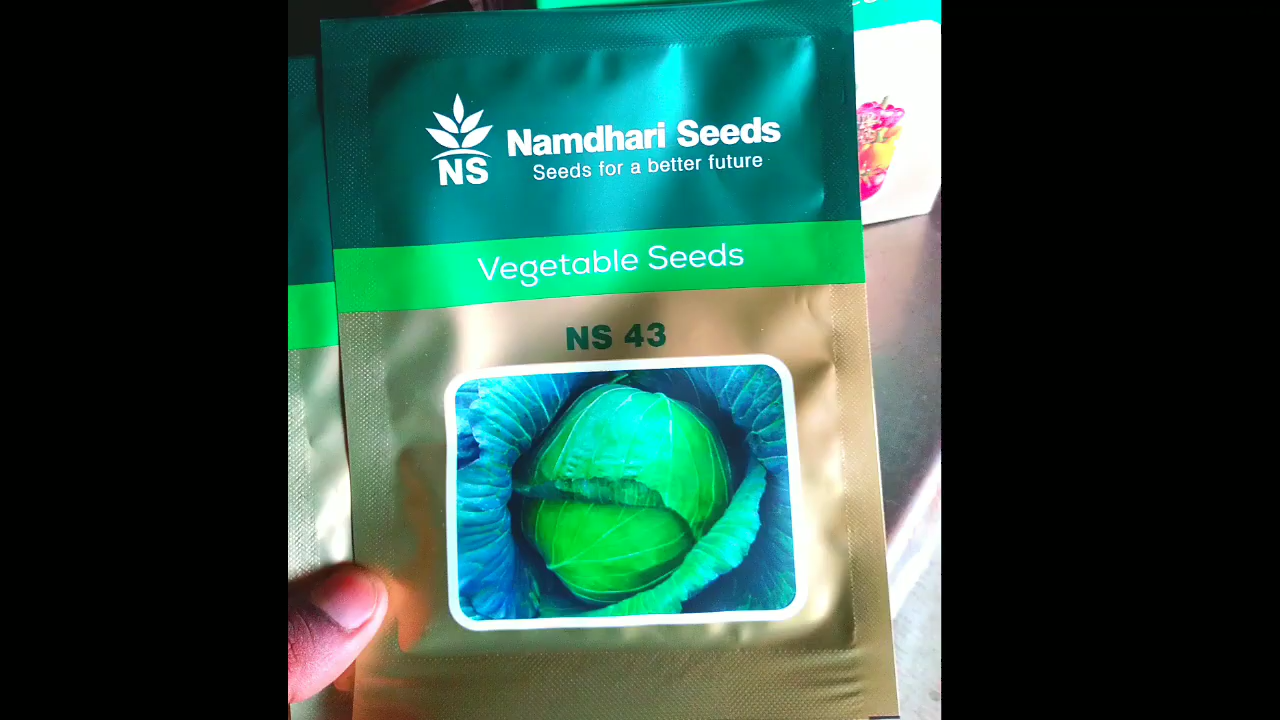 Namdhari Seeds
Seeds for a better future
NS
Vegetable Seeds
NS 43